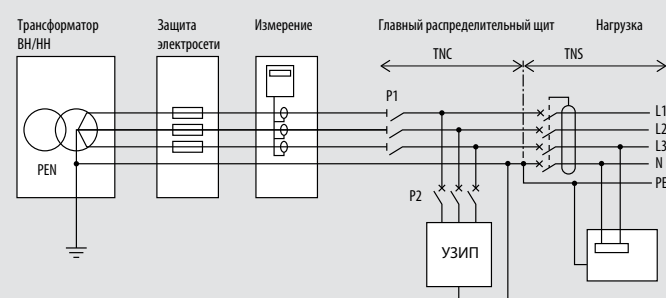 Трансформатор
ВН/НН
Защита
электросети
Измерение
Главный распределительный щит
Нагрузка
TNC
TNS
P1
L1
L2
L3
N
PE
PEN
P2
УЗИП